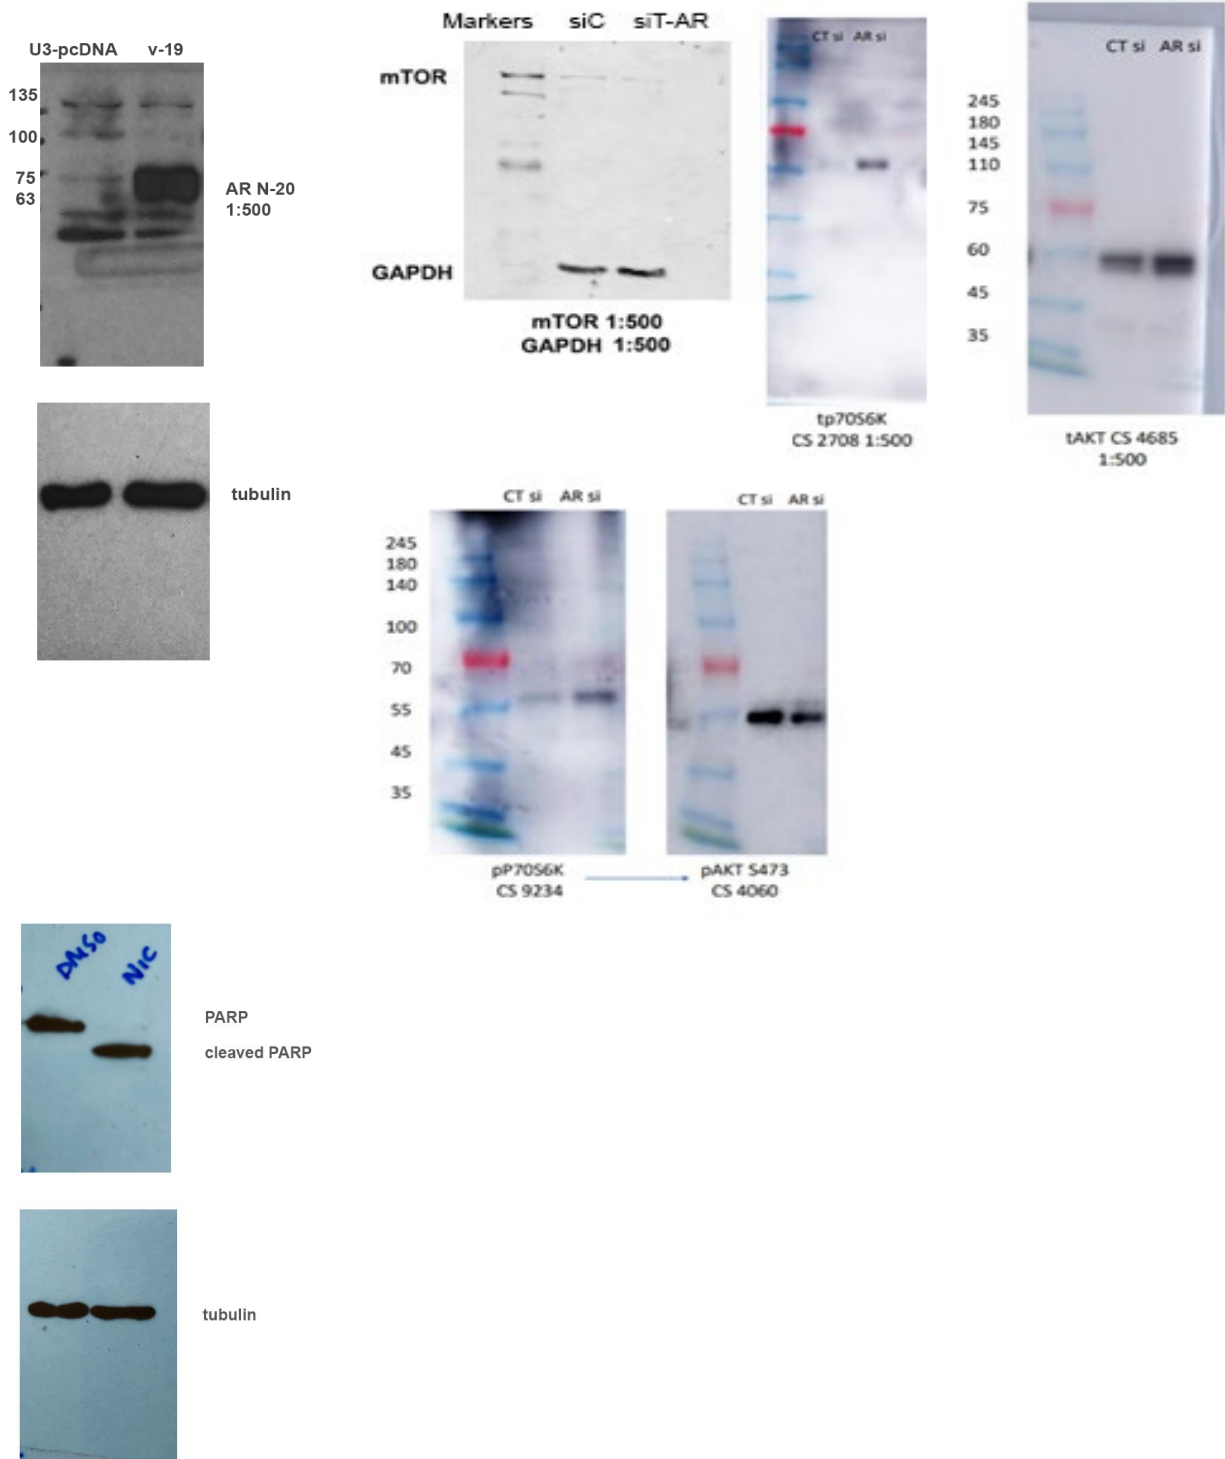 U3-pcDNA v-19
135
100
75
63
AR N-20
1:500
tubulin
Markers siC siT-AR
mTOR
GAPDH
mTOR 1:500
GAPDH 1:500
CT si AR si
tp70S6K
CS 2708 1:500
CT si AR si
245
180
145
110
75
60
45
35
tAKT CS 4685
1:500
CT si AR si
245
180
140
100
70
55
45
35
pP70S6K
CS 9234
CT si AR si
pAKT S473
CS 4060
DMSO NIC
PARP
cleaved PARP
tubulin